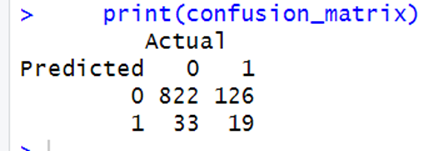 > print(confusion_matrix)
Actual
Predicted 0 1
0 822 126
1 33 19
>